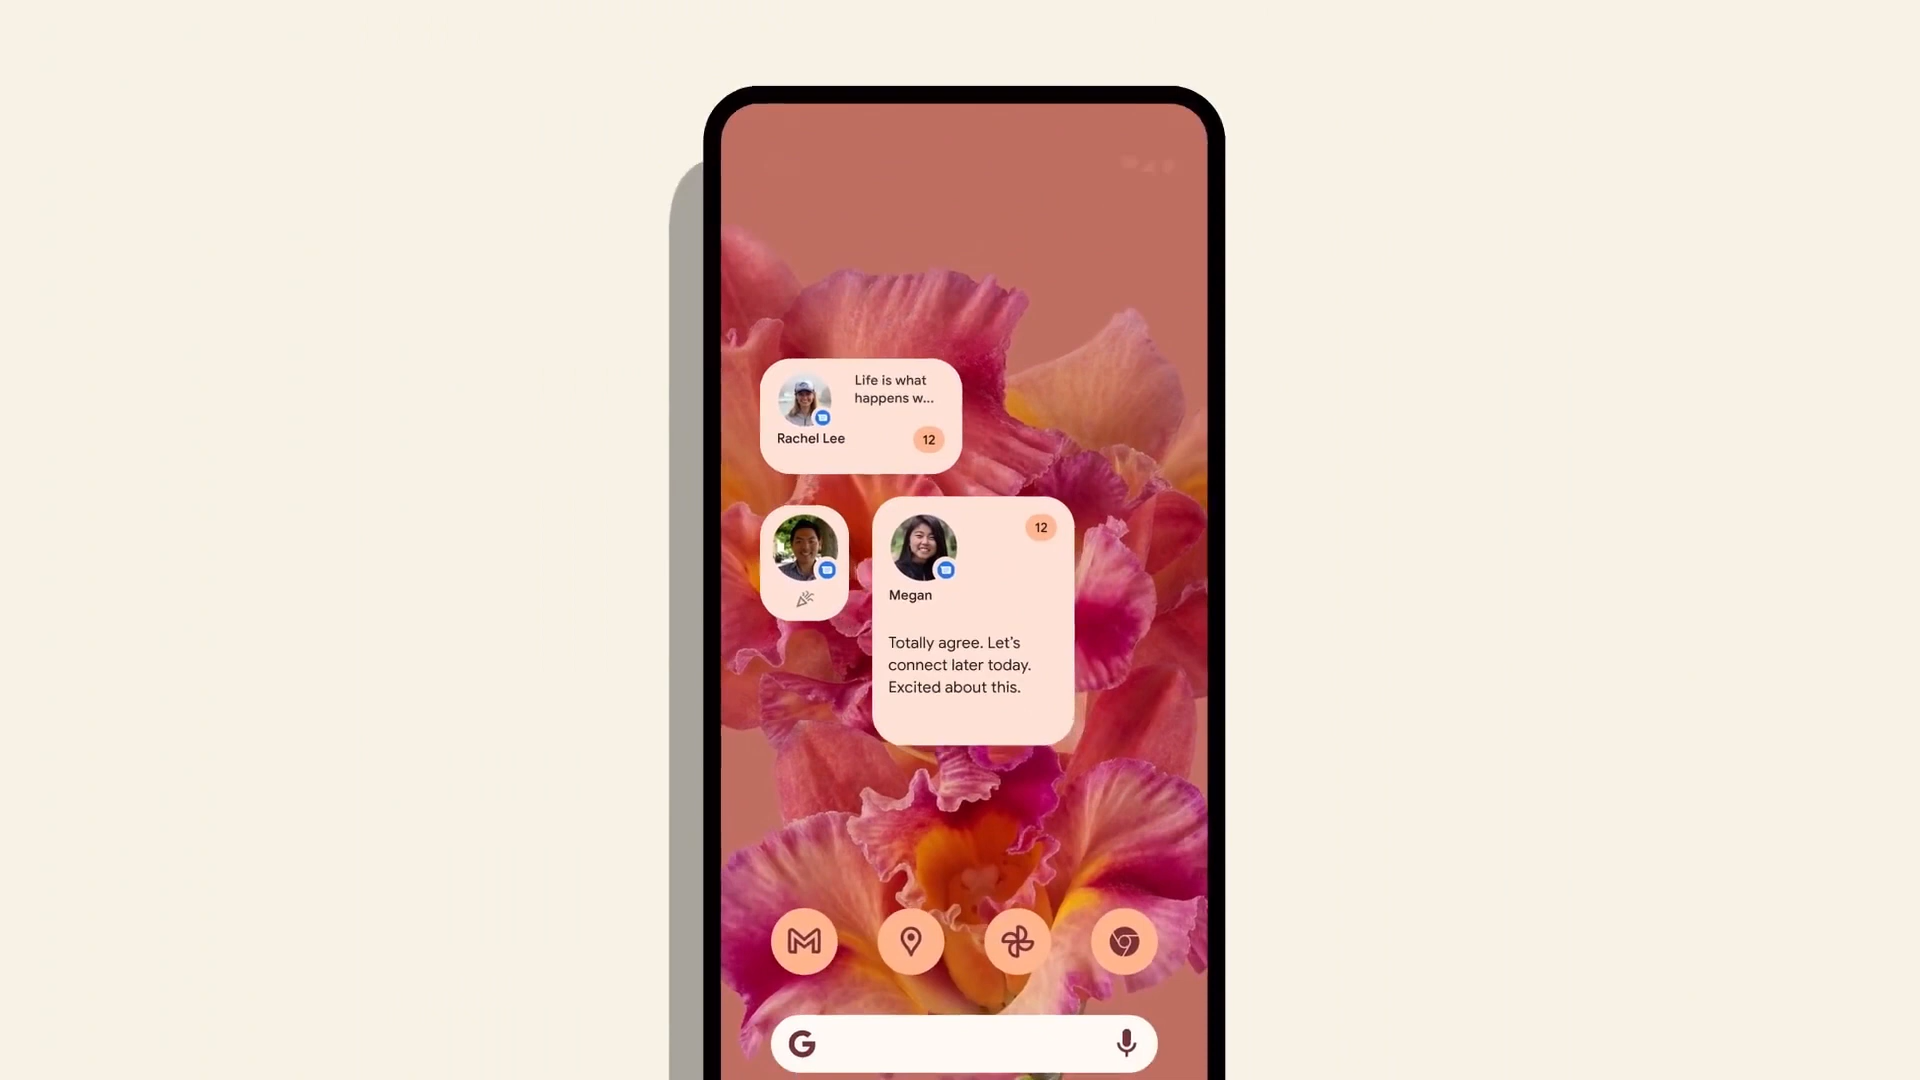 Life is what
happens w...
Rachel Lee
12
12
Megan
Totally agree. Let’s
connect later today.
Excited about this.